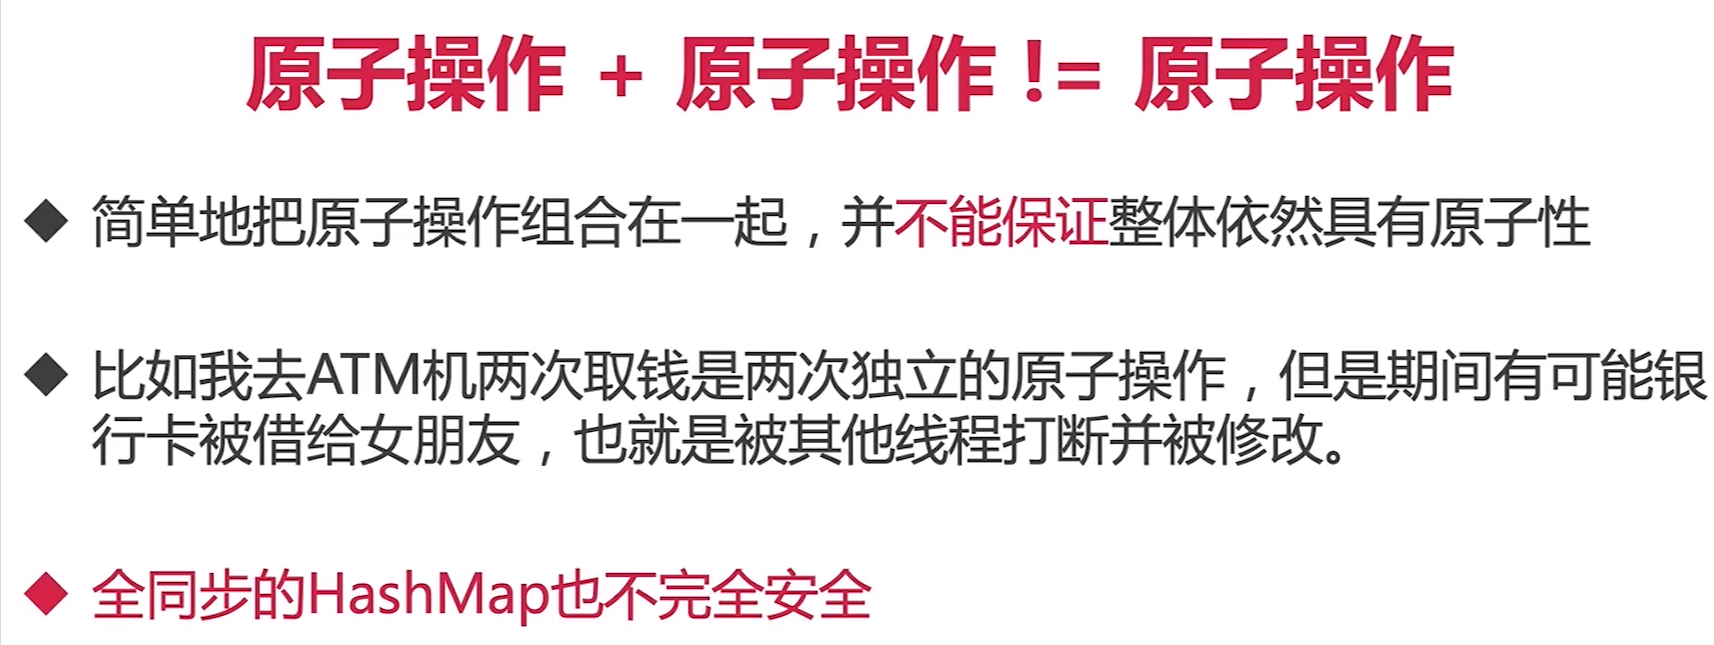 原子操作 + 原子操作 != 原子操作
◆ 简单地把原子操作组合在一起，并不能保证整体依然具有原子性
◆ 比如我去ATM机两次取钱是两次独立的原子操作，但是期间有可能银
行卡被借给女朋友，也就是被其他线程打断并被修改。
◆ 全同步的HashMap也不完全安全